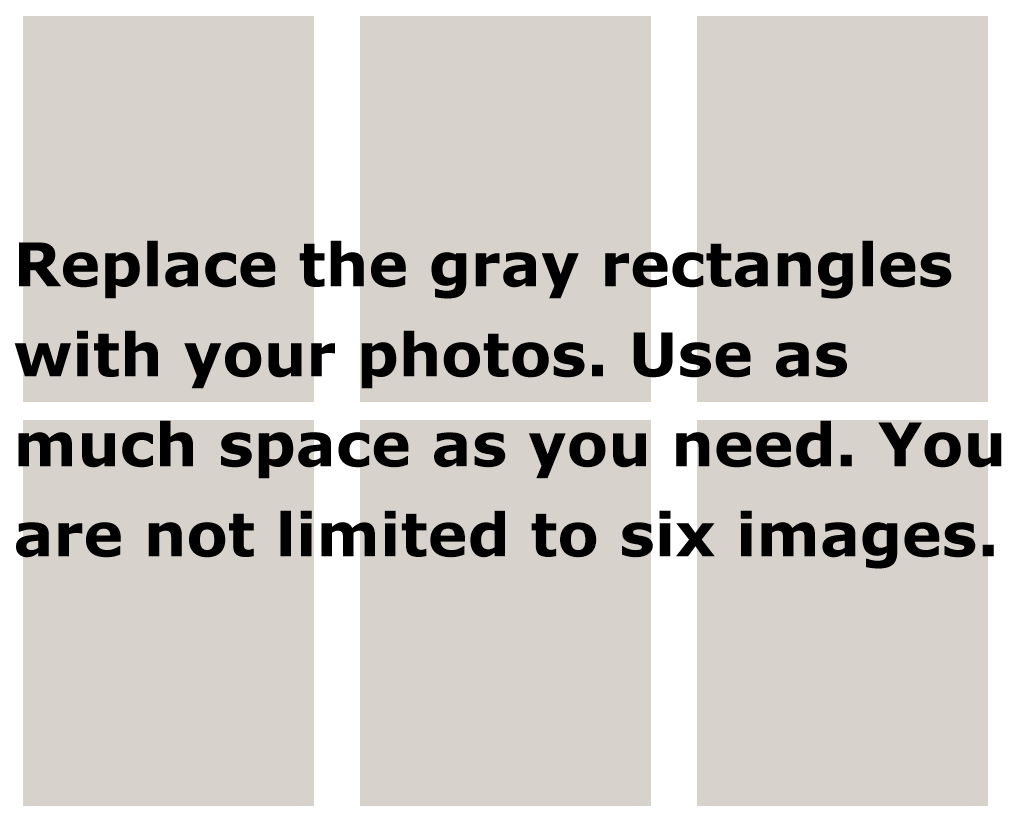 Replace the gray rectangles
with your photos. Use as
much space as you need. You
are not limited to six images.